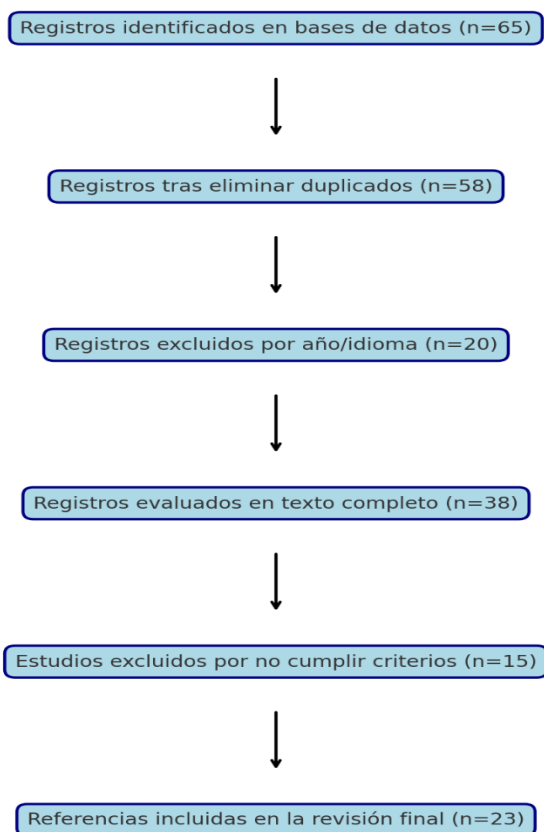 Registros identificados en bases de datos (n=65)
Registros tras eliminar duplicados (n=58)
Registros excluidos por año/idioma (n=20)
Registros evaluados en texto completo (n=38)
Estudios excluidos por no cumplir criterios (n=15)
Referencias incluidas en la revisión final (n=23)